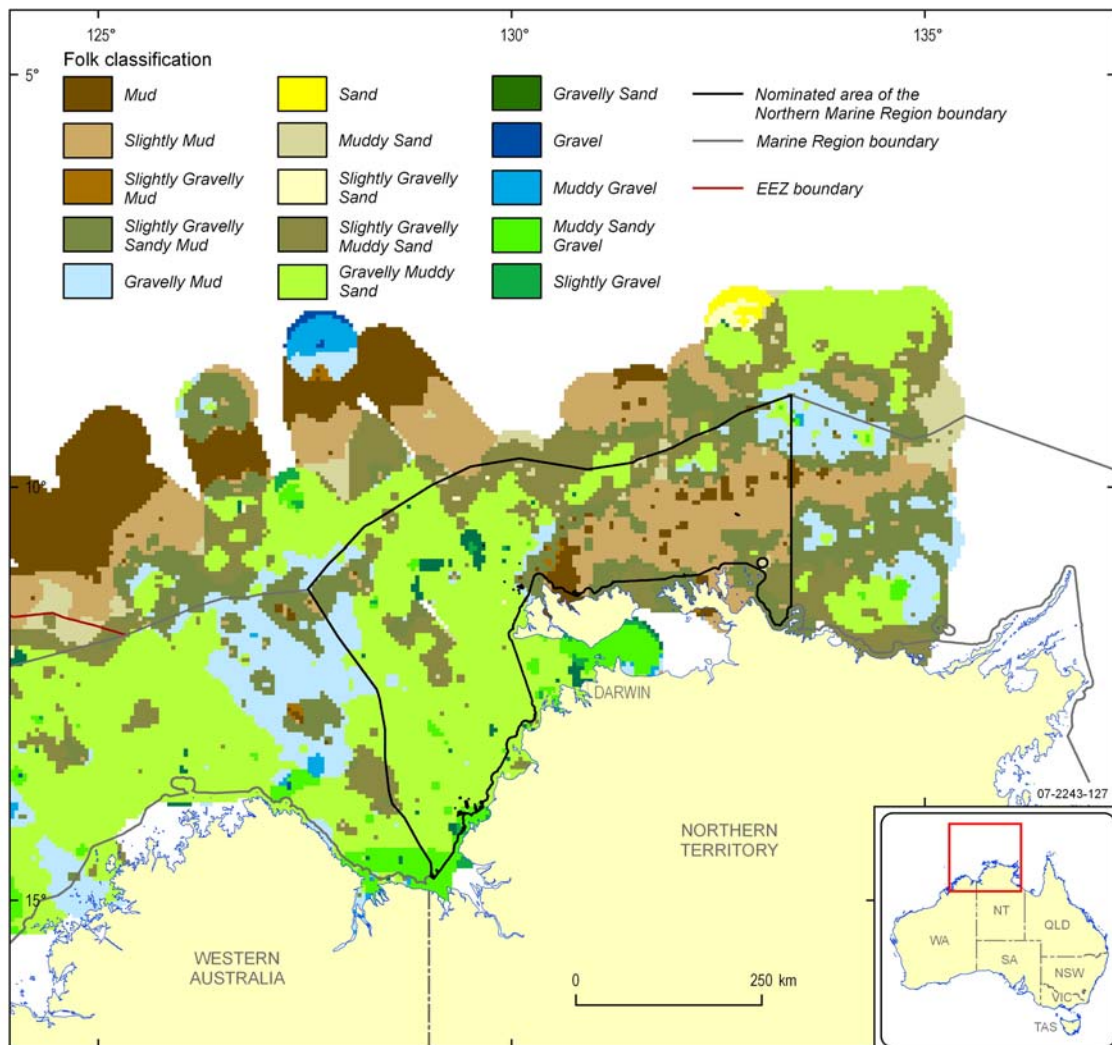 125°
130°
135°
5°
10°
15°
Folk classification
Mud
Slightly Mud
Slightly Gravelly
Mud
Slightly Gravelly
Sandy Mud
Gravelly Mud
Sand
Muddy Sand
Slightly Gravelly
Sand
Slightly Gravelly
Muddy Sand
Gravelly Muddy
Sand
Gravelly Sand
Gravel
Muddy Gravel
Muddy Sandy
Gravel
Slightly Gravel
Nominated area of the
Northern Marine Region boundary
Marine Region boundary
EEZ boundary
DARWIN
07-2243-127
NORTHERN
TERRITORY
WESTERN
AUSTRALIA
0
250 km
WA
NT
QLD
SA
NSW
VIC
TAS